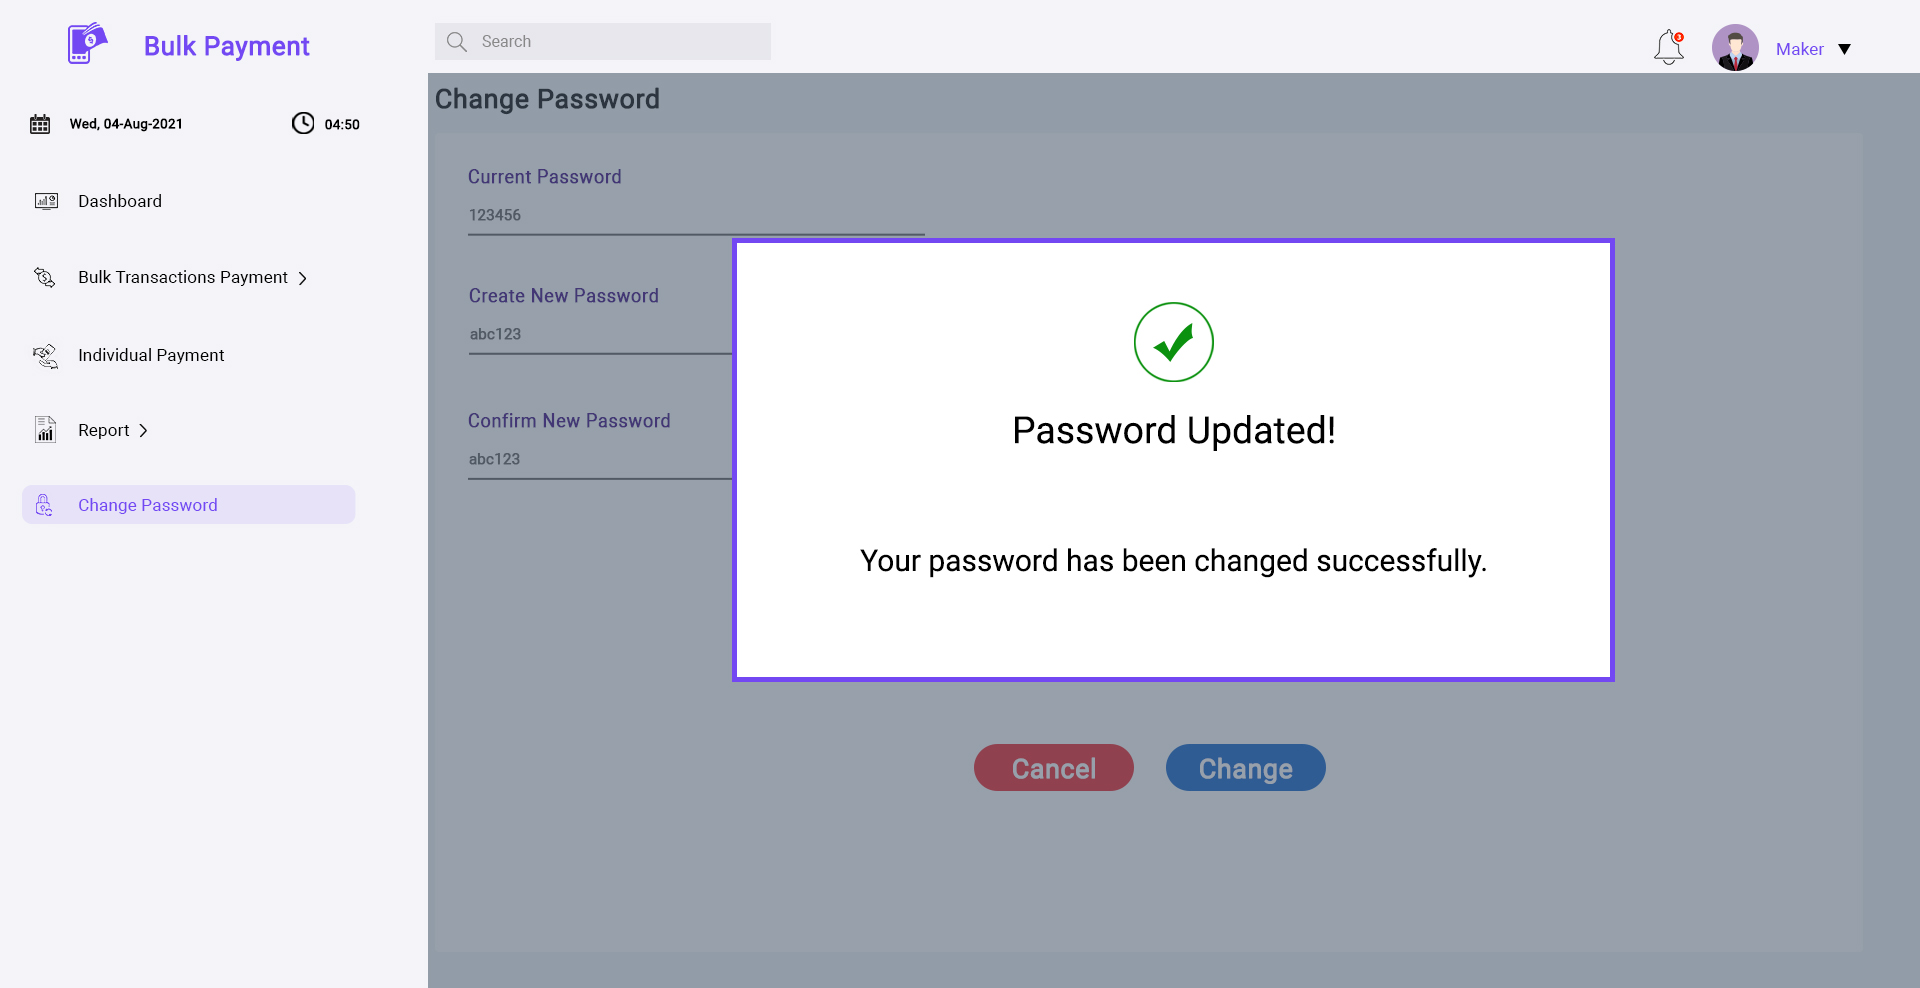 Bulk Payment
Search
3
Maker
Wed, 04-Aug-2021
04:50
Dashboard
Bulk Transactions Payment
Individual Payment
Report
Change Password
Change Password
Current Password
123456
Create New Password
abc123
Confirm New Password
abc123
Password Updated!
Your password has been changed successfully.
Cancel
Change